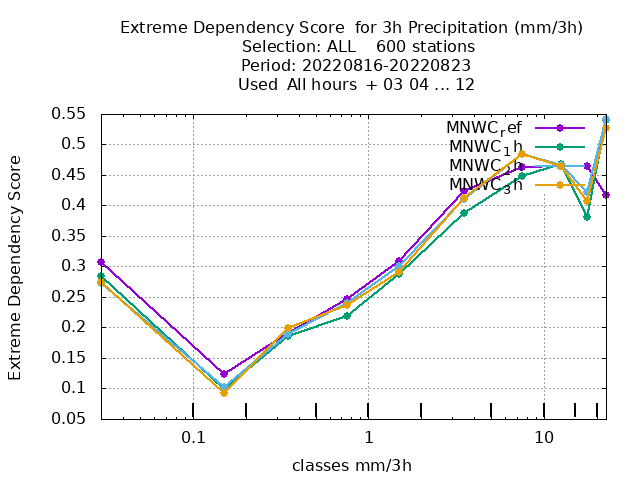 Extreme Dependency Score for 3h Precipitation (mm/3h)
Selection: ALL 600 stations
Period: 20220816-20220823
Used All hours + 03 04 ... 12
MNWC_ref
MNWC_1h
MNWC_2h
MNWC_3h
0.55
0.5
0.45
0.4
0.35
0.3
0.25
0.2
0.15
0.1
0.05
Extreme Dependency Score
0.1 1 10
classes mm/3h